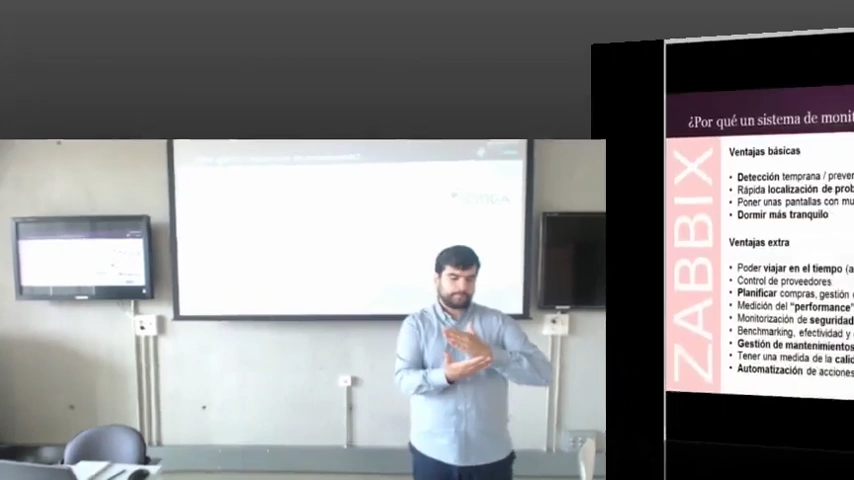 ¿Por qué un sistema de monit
ZABBIX
Ventajas básicas
• Detección temprana / preven
• Rápida localización de prob
• Poner unas pantallas con mu
• Dormir más tranquilo
Ventajas extra
• Poder viajar en el tiempo (a
• Control de proveedores
• Planificar compras, gestión
• Medición del "performance"
• Monitorización de seguridad
• Benchmarking, efectividad y
• Gestión de mantenimientos
• Tener una medida de la calid
• Automatización de acciones